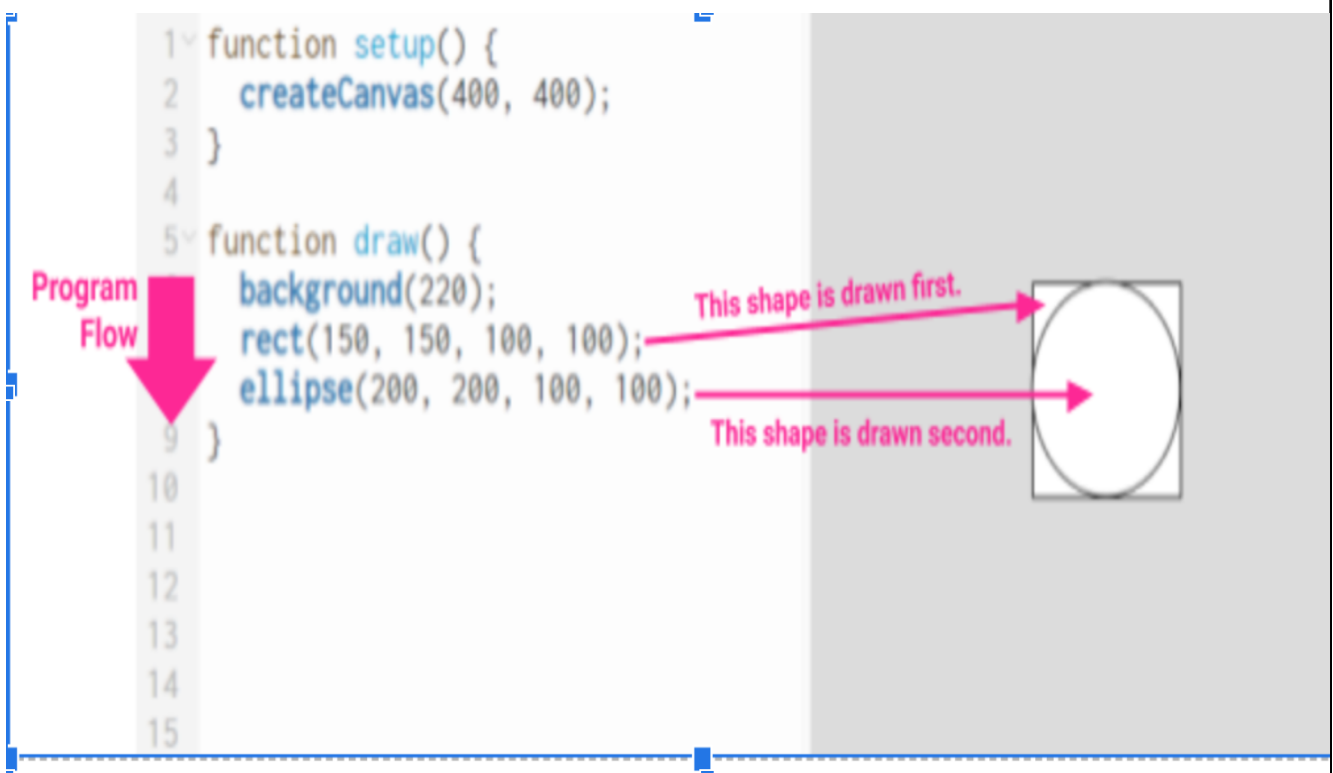 1 function setup() {
2 createCanvas(400, 400);
3 }
4
5 function draw() {
background(220);
rect(150, 150, 100, 100);
ellipse(200, 200, 100, 100);
9 }
10
11
12
13
14
15
Program
Flow
This shape is drawn first.
This shape is drawn second.